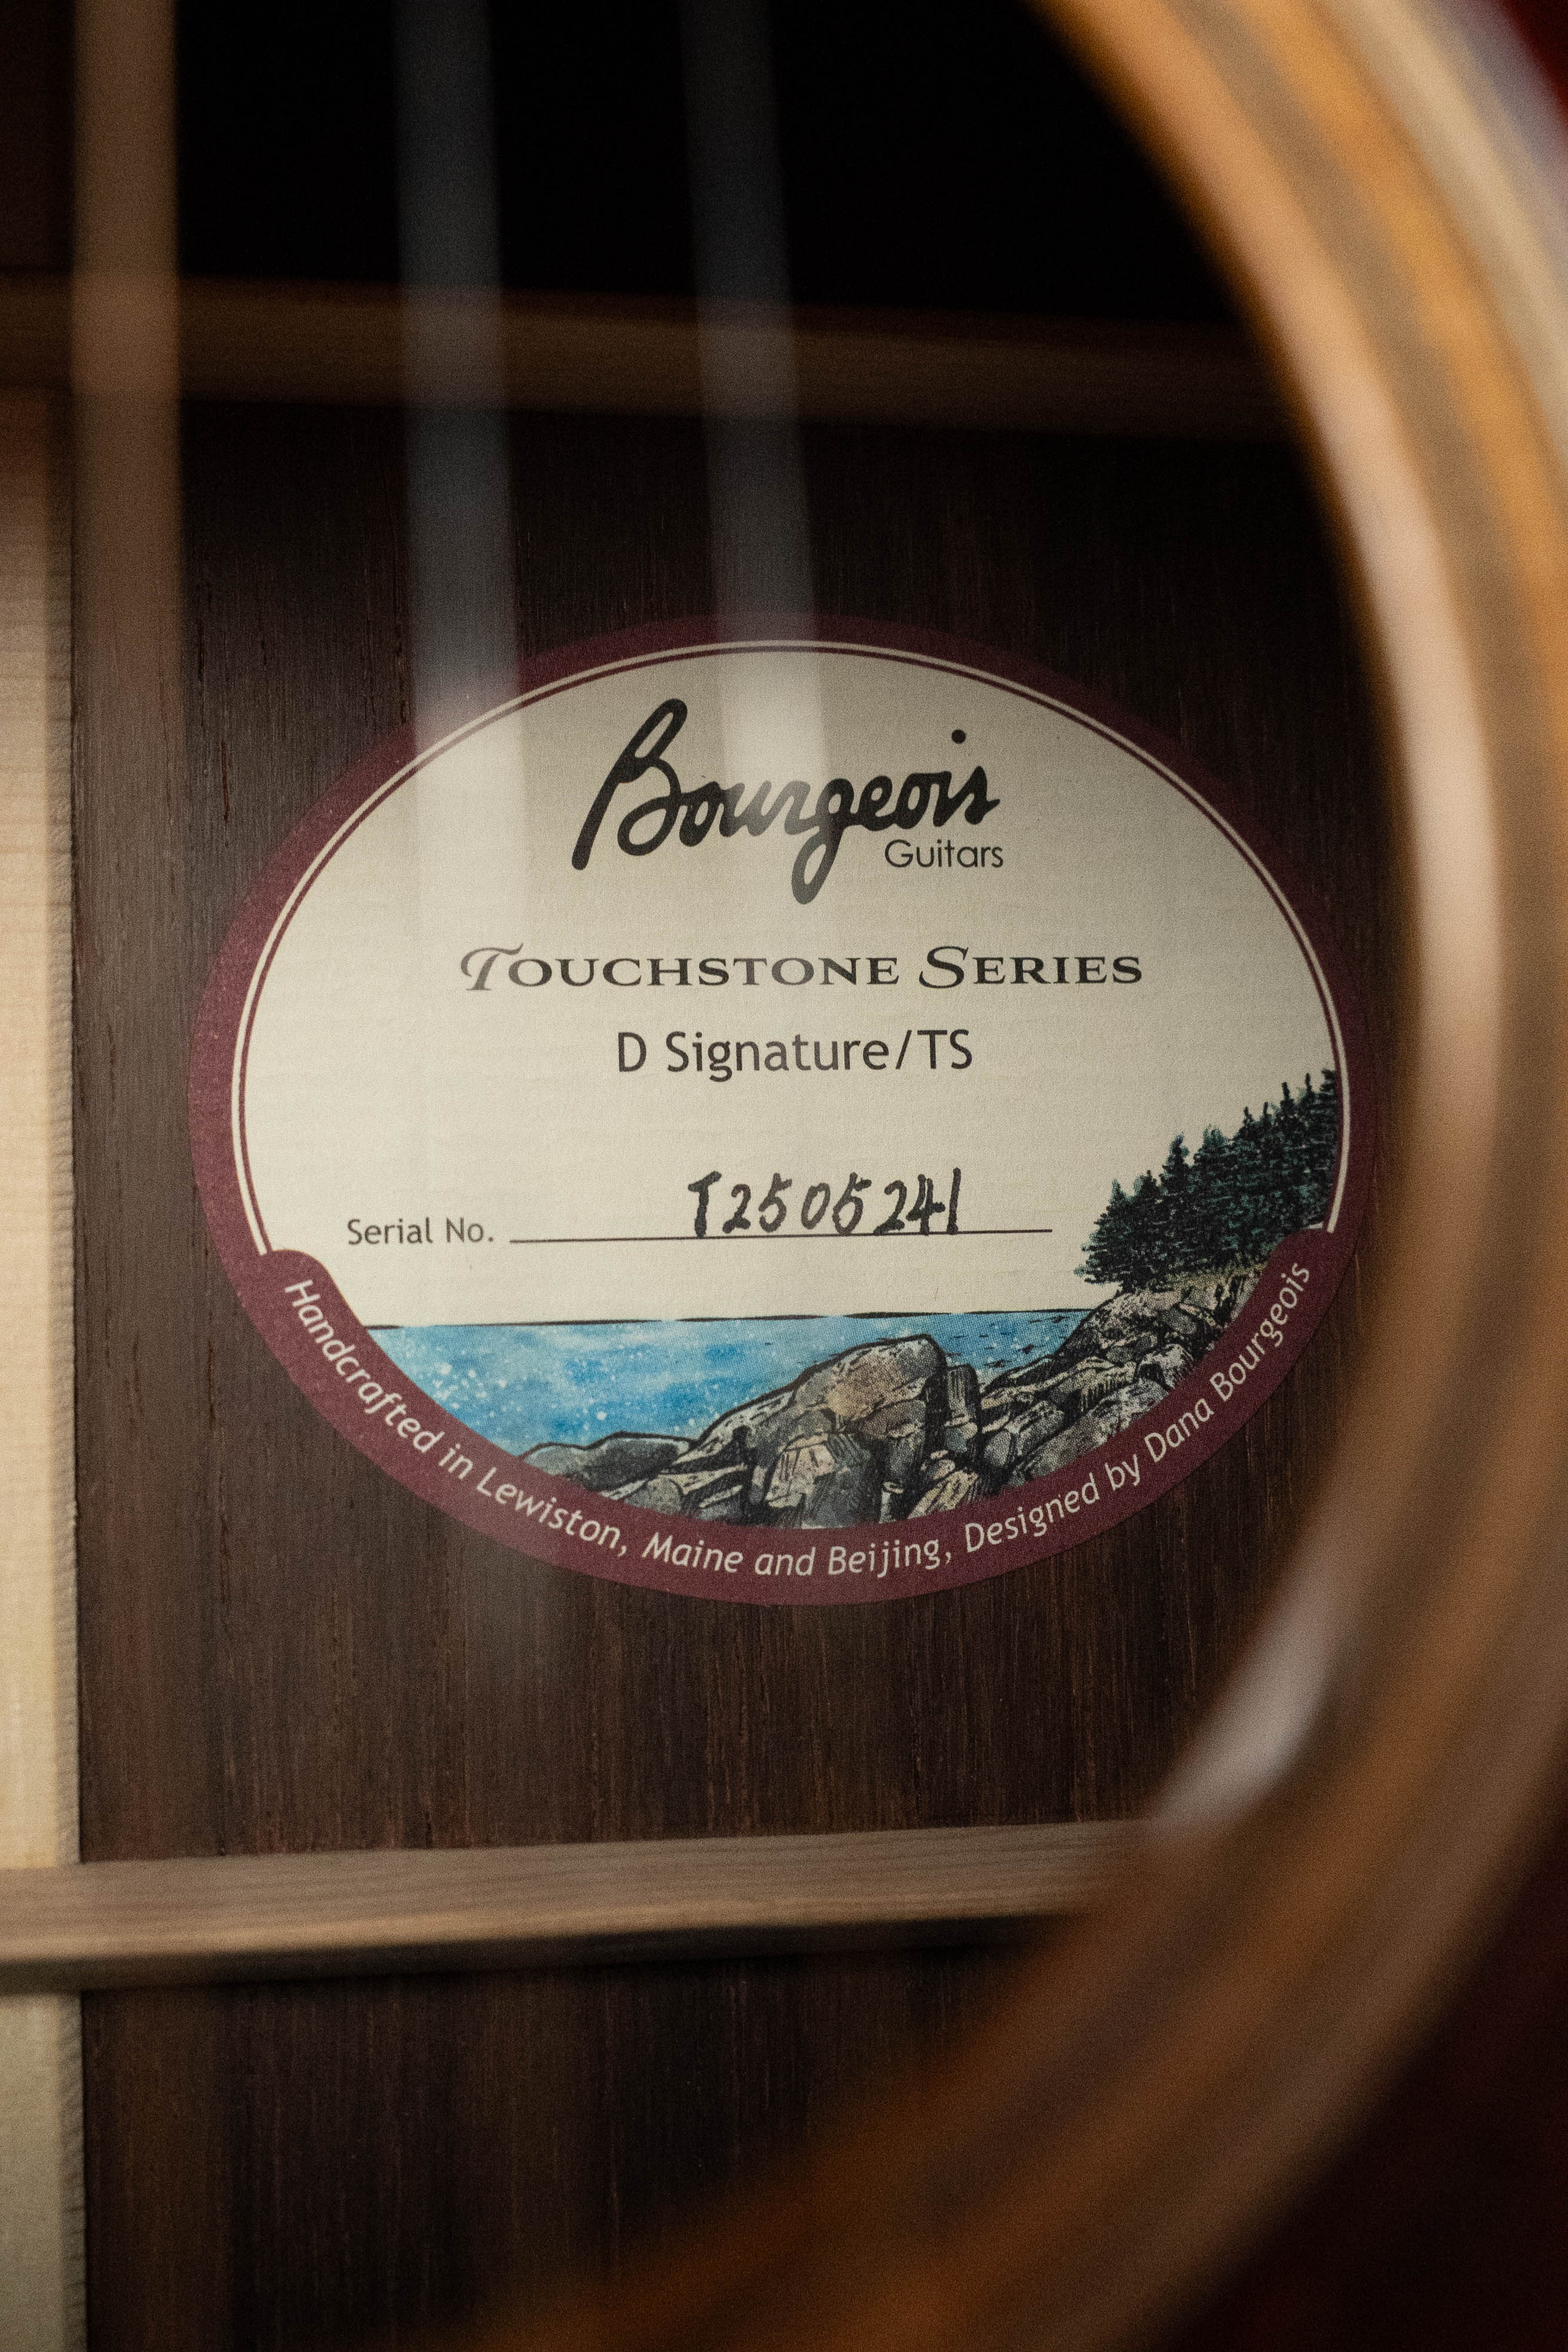 Bourgeois
Guitars
Touchstone Series
D Signature/TS
Serial No. T2505241
Handcrafted in Lewiston, Maine and Beijing, Designed by Dana Bourgeois